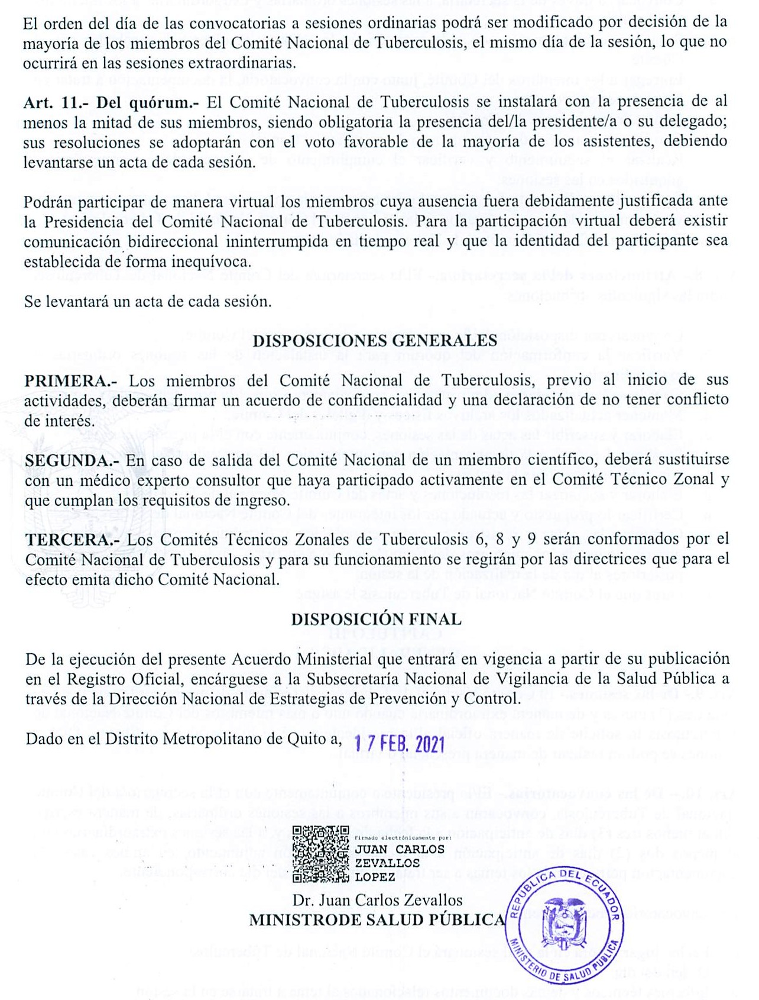 El orden del día de las convocatorias a sesiones ordinarias podrá ser modificado por decisión de la
mayoría de los miembros del Comité Nacional de Tuberculosis, el mismo día de la sesión, lo que no
ocurrirá en las sesiones extraordinarias.
Art. 11.- Del quórum.- El Comité Nacional de Tuberculosis se instalará con la presencia de al
menos la mitad de sus miembros, siendo obligatoria la presencia del/la presidente/a o su delegado;
sus resoluciones se adoptarán con el voto favorable de la mayoría de los asistentes, debiendo
levantarse un acta de cada sesión.
Podrán participar de manera virtual los miembros cuya ausencia fuera debidamente justificada ante
la Presidencia del Comité Nacional de Tuberculosis. Para la participación virtual deberá existir
comunicación bidireccional ininterrumpida en tiempo real y que la identidad del participante sea
establecida de forma inequívoca.
Se levantará un acta de cada sesión.
DISPOSICIONES GENERALES
PRIMERA.- Los miembros del Comité Nacional de Tuberculosis, previo al inicio de sus
actividades, deberán firmar un acuerdo de confidencialidad y una declaración de no tener conflicto
de interés.
SEGUNDA.- En caso de salida del Comité Nacional de un miembro científico, deberá sustituirse
con un médico experto consultor que haya participado activamente en el Comité Técnico Zonal y
que cumplan los requisitos de ingreso.
TERCERA.- Los Comités Técnicos Zonales de Tuberculosis 6, 8 y 9 serán conformados por el
Comité Nacional de Tuberculosis y para su funcionamiento se regirán por las directrices que para el
efecto emita dicho Comité Nacional.
DISPOSICIÓN FINAL
De la ejecución del presente Acuerdo Ministerial que entrará en vigencia a partir de su publicación
en el Registro Oficial, encárguese a la Subsecretaría Nacional de Vigilancia de la Salud Pública a
través de la Dirección Nacional de Estrategias de Prevención y Control.
Dado en el Distrito Metropolitano de Quito a, 17 FEB. 2021
Firmado electrónicamente por:
JUAN CARLOS
ZEVALLOS
LOPEZ
Dr. Juan Carlos Zevallos
MINISTRODE SALUD PÚBLICA
REPÚBLICA DEL ECUADOR
MINISTERIO DE SALUD PÚBLICA